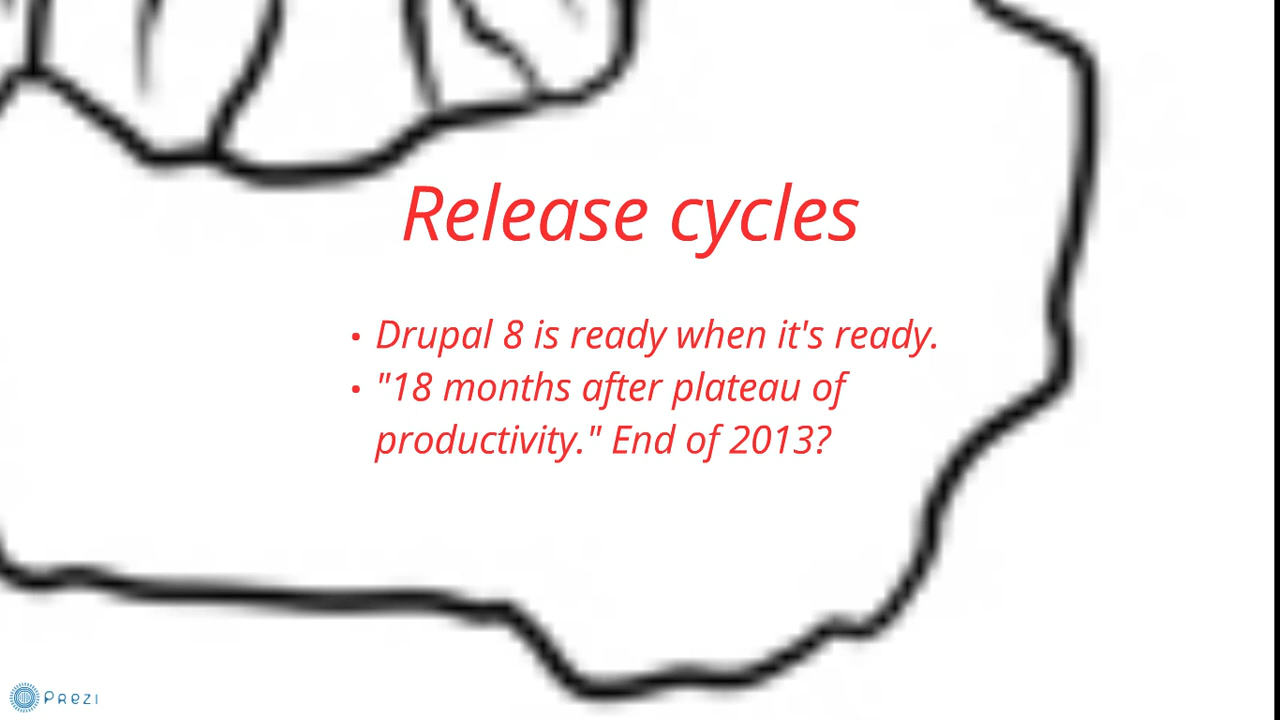 Release cycles
• Drupal 8 is ready when it's ready.
• "18 months after plateau of
productivity." End of 2013?
Prezi